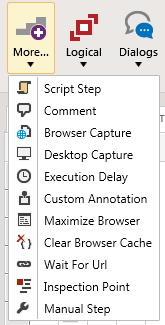 More... Logical Dialogs
Script Step
Comment
Browser Capture
Desktop Capture
Execution Delay
Custom Annotation
Maximize Browser
Clear Browser Cache
Wait For Url
Inspection Point
Manual Step